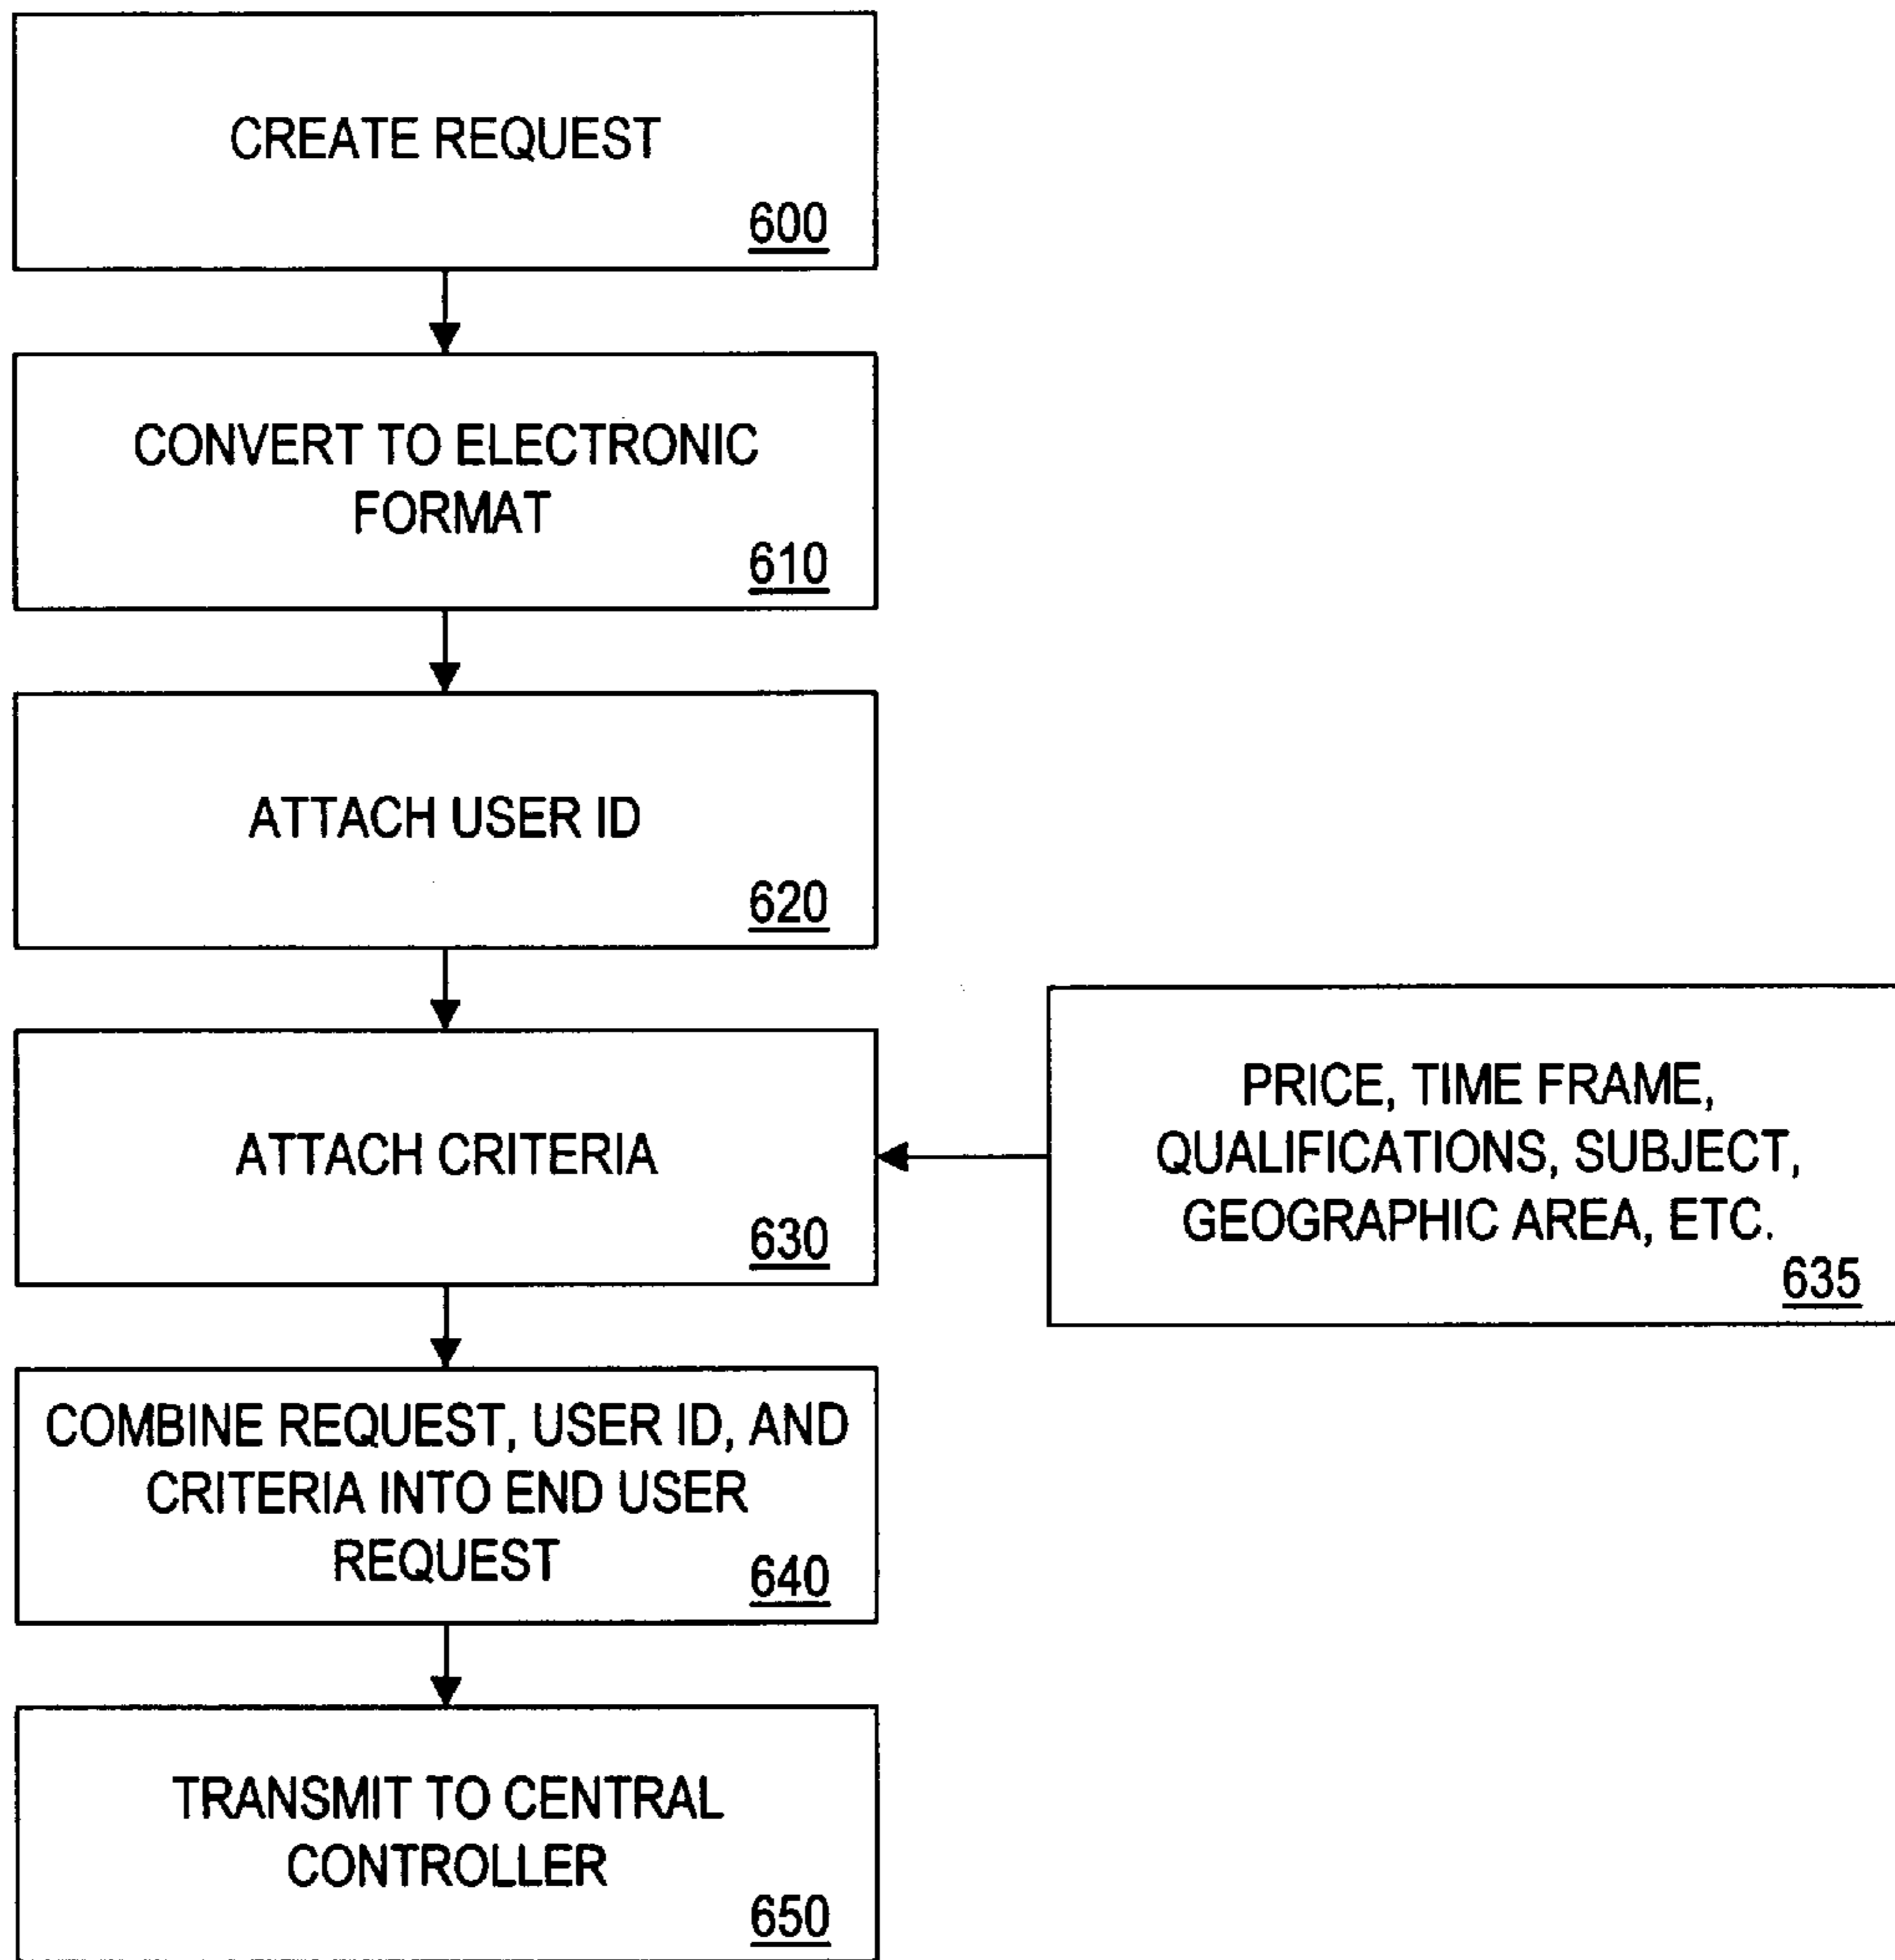 CREATE REQUEST
600
CONVERT TO ELECTRONIC
FORMAT
610
ATTACH USER ID
620
ATTACH CRITERIA
630
PRICE, TIME FRAME,
QUALIFICATIONS, SUBJECT,
GEOGRAPHIC AREA, ETC.
635
COMBINE REQUEST, USER ID, AND
CRITERIA INTO END USER
REQUEST
640
TRANSMIT TO CENTRAL
CONTROLLER
650